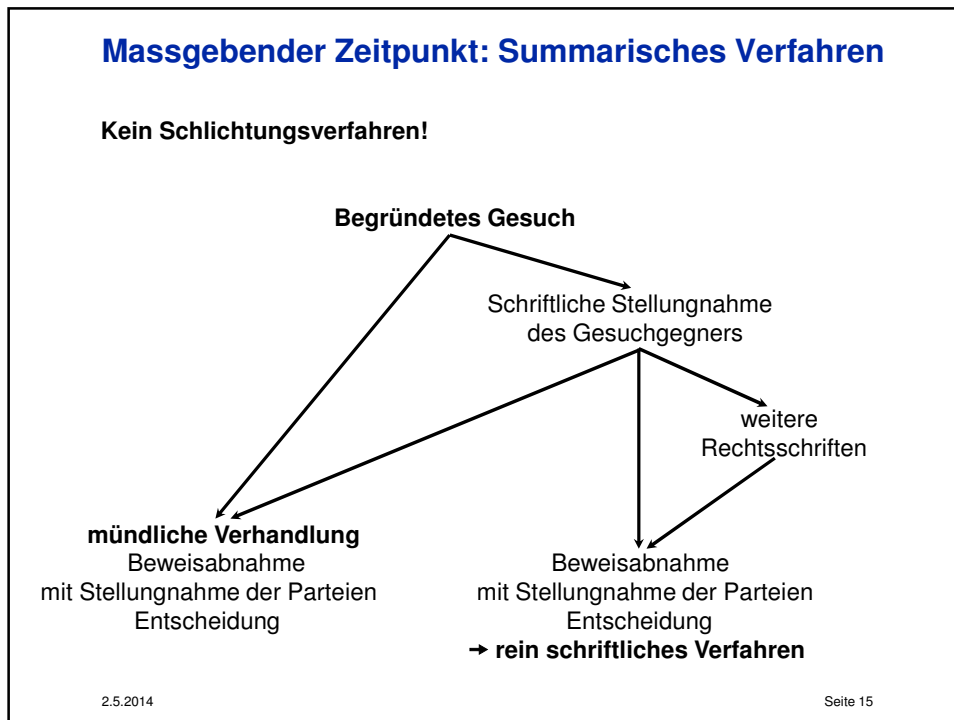 Massgebender Zeitpunkt: Summarisches Verfahren
Kein Schlichtungsverfahren!
Begründetes Gesuch
Schriftliche Stellungnahme
des Gesuchgegners
weitere
Rechtsschriften
mündliche Verhandlung
Beweisabnahme
mit Stellungnahme der Parteien
Entscheidung
Beweisabnahme
mit Stellungnahme der Parteien
Entscheidung
➔ rein schriftliches Verfahren
2.5.2014
Seite 15